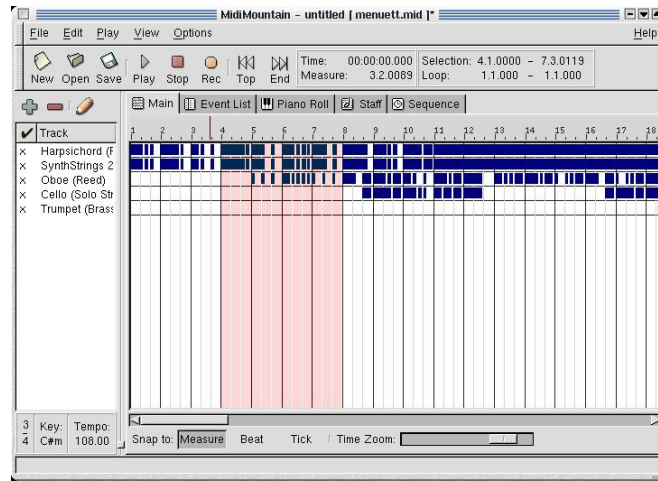 MidiMountain - untitled [ menuett.mid ]*
File Edit Play View Options Help
New Open Save Play Stop Rec Top End
Time: 00:00:00.000 Selection: 4.1.0000 - 7.3.0119
Measure: 3.2.0089 Loop: 1.1.000 - 1.1.000
Main Event List Piano Roll Staff Sequence
Track 1 2 3 4 5 6 7 8 9 10 11 12 13 14 15 16 17 18
x Harpsichord (F
x SynthStrings 2
x Oboe (Reed)
x Cello (Solo Str
x Trumpet (Brass
3 4 Key: C#m Tempo: 108.00
Snap to: Measure Beat Tick Time Zoom: